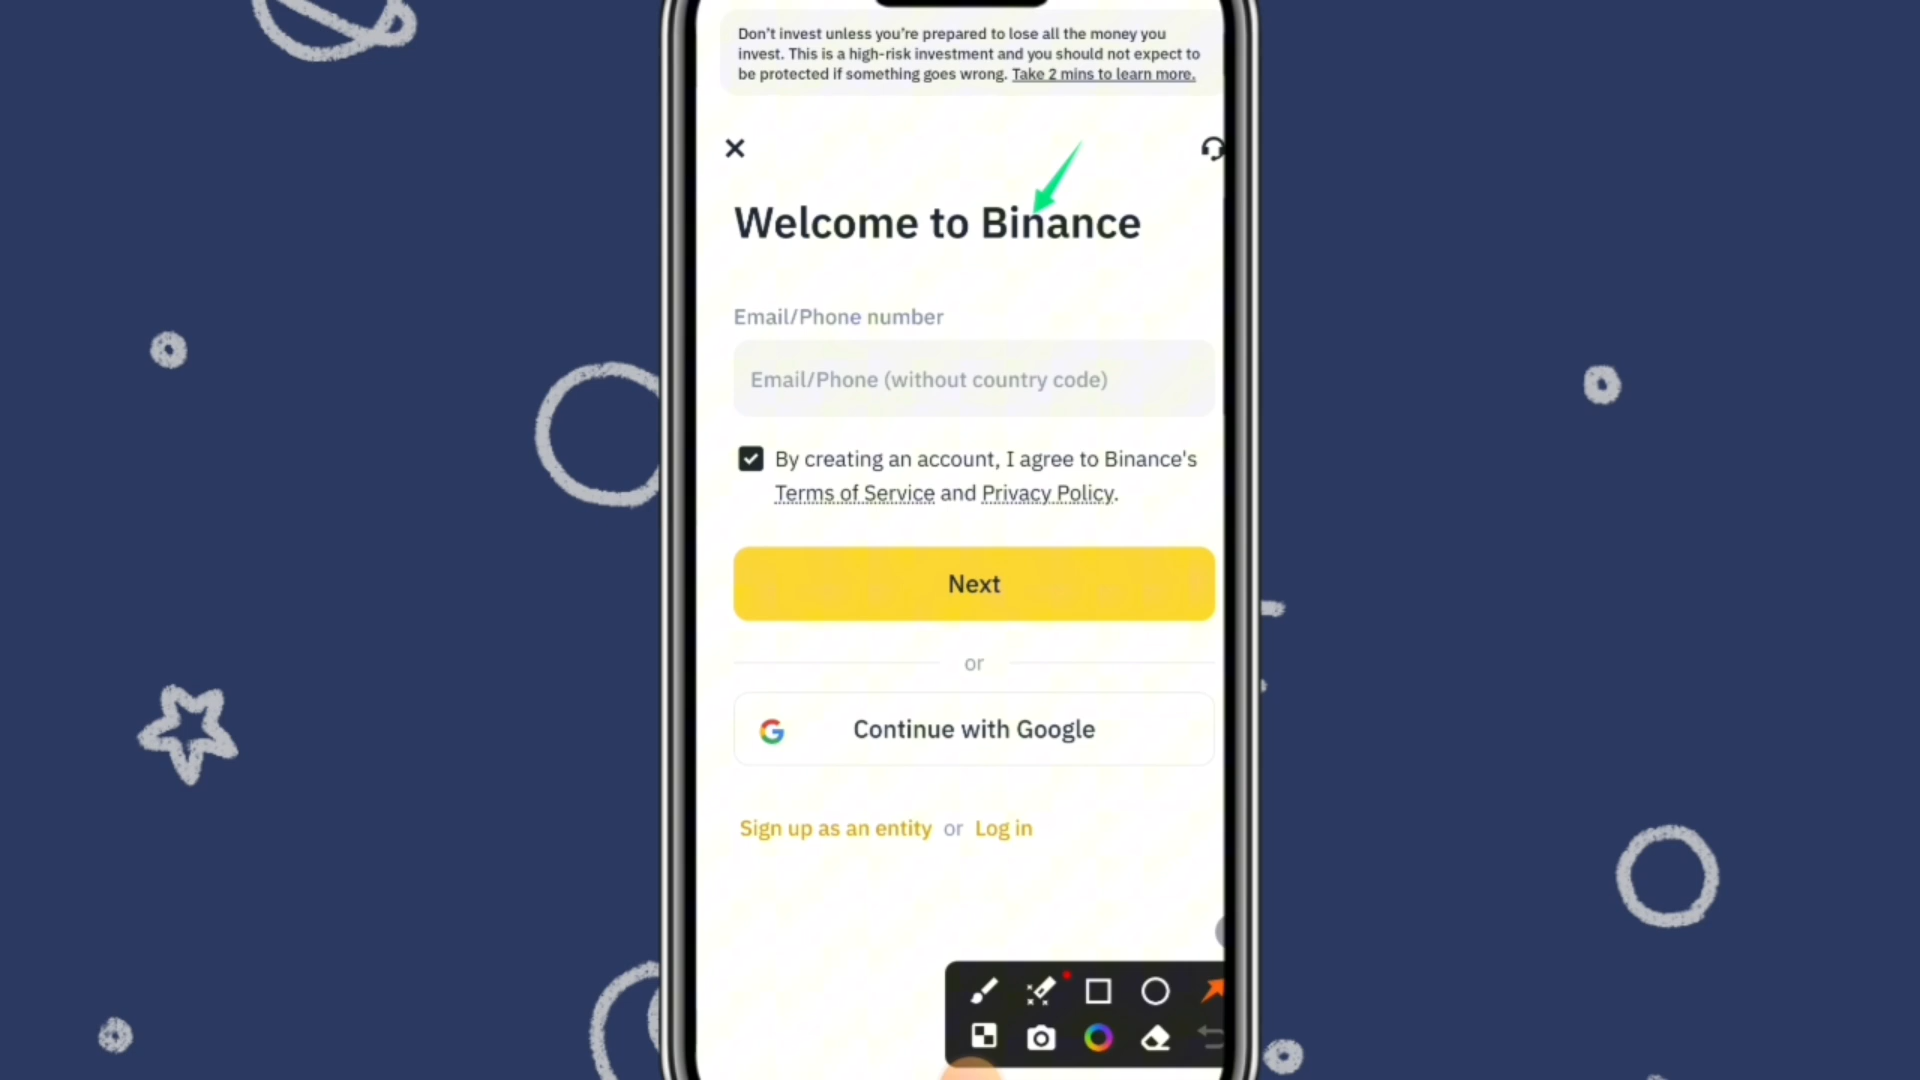 Don't invest unless you're prepared to lose all the money you
invest. This is a high-risk investment and you should not expect to
be protected if something goes wrong. Take 2 mins to learn more.
Welcome to Binance
Email/Phone number
Email/Phone (without country code)
By creating an account, I agree to Binance's
Terms of Service and Privacy Policy.
Next
or
Continue with Google
Sign up as an entity or Log in